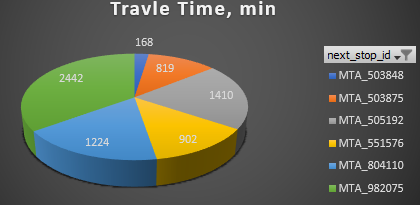 Travle Time, min
168
819
1410
902
1224
2442
next_stop_id
MTA_503848
MTA_503875
MTA_505192
MTA_551576
MTA_804110
MTA_982075